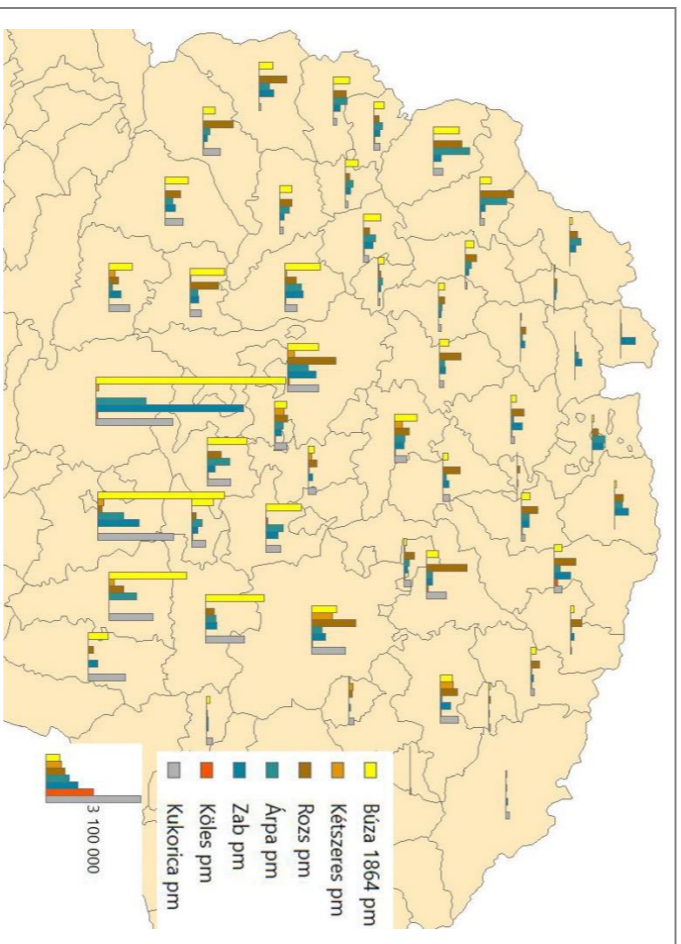 Búza 1864 pm
Kétszeres pm
Rozs pm
Árpa pm
Zab pm
Köles pm
Kukorica pm
3 100 000